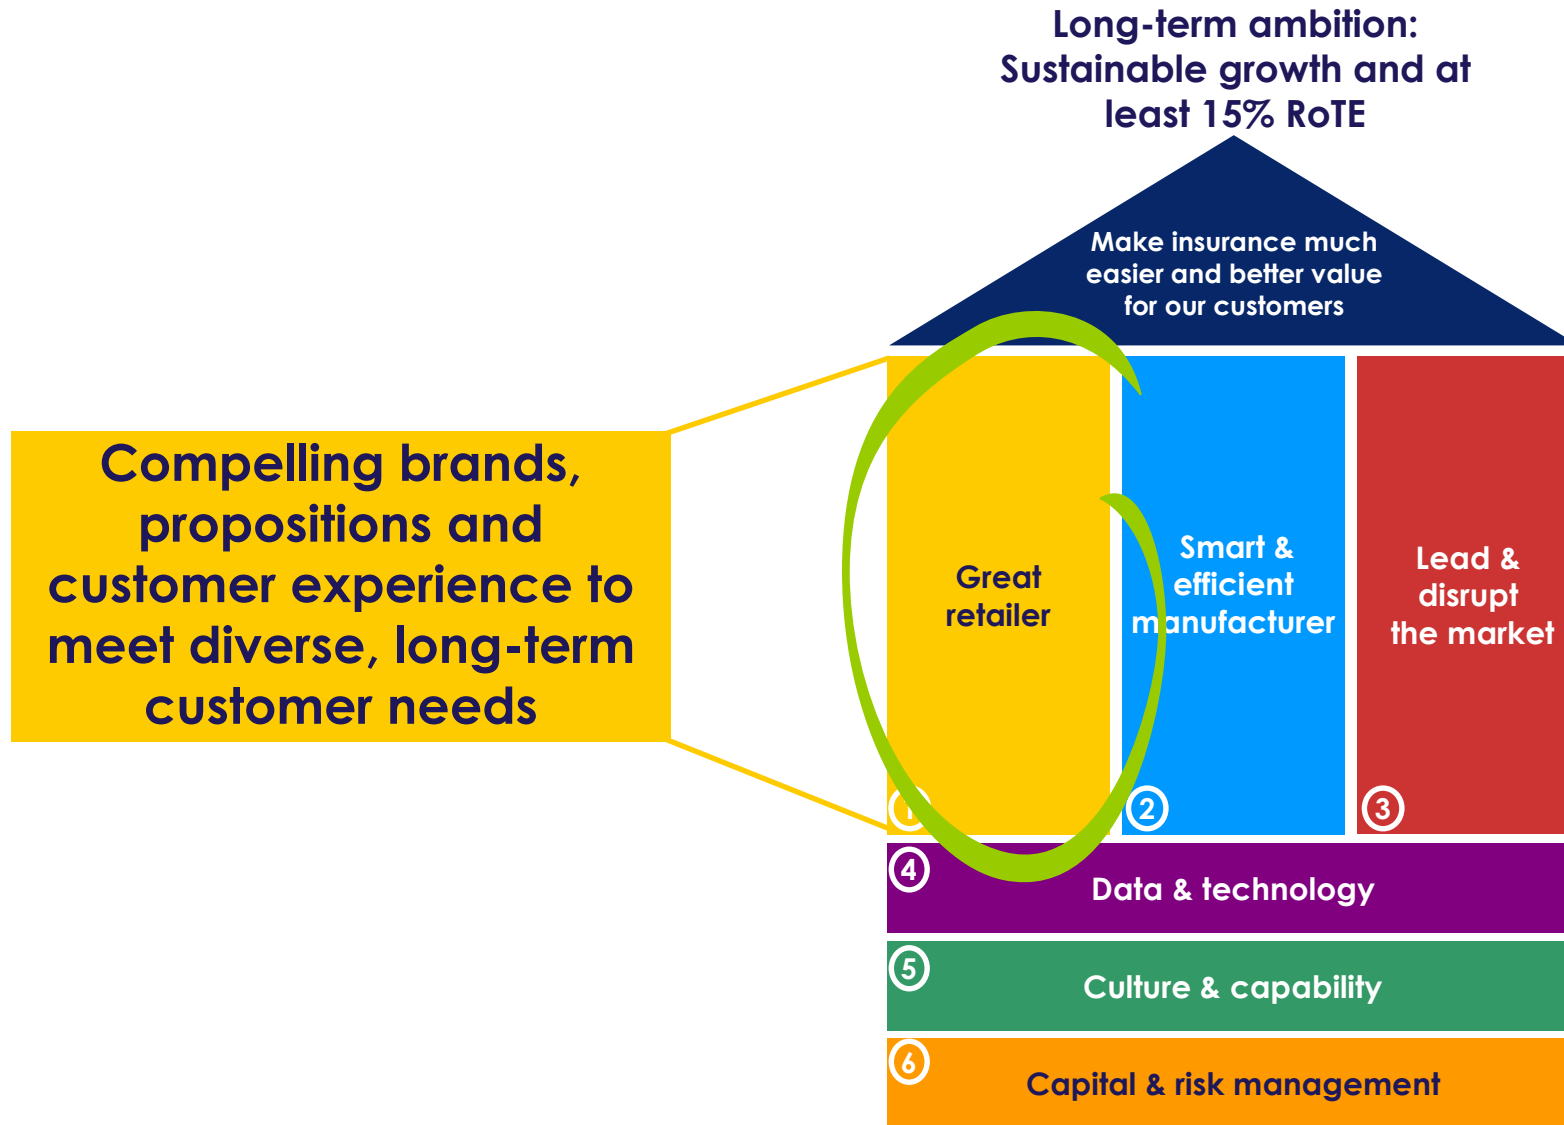 Long-term ambition:
Sustainable growth and at
least 15% RoTE
Make insurance much
easier and better value
for our customers
Compelling brands,
propositions and
customer experience to
meet diverse, long-term
customer needs
Great
retailer
1
Smart &
efficient
manufacturer
2
Lead &
disrupt
the market
3
4
Data & technology
5
Culture & capability
6
Capital & risk management